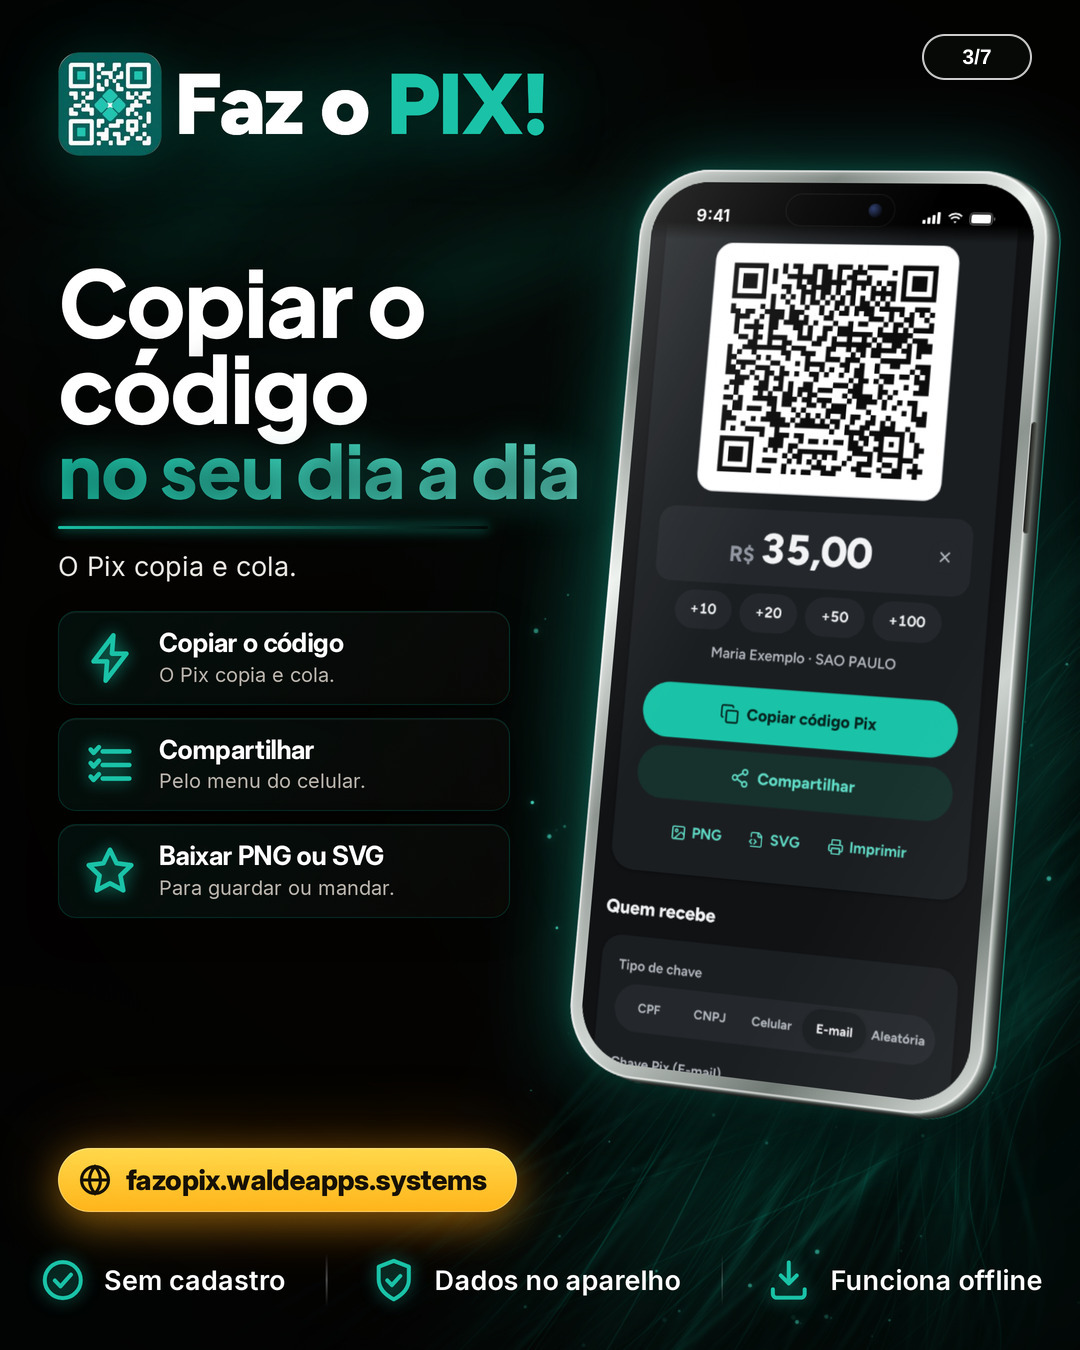 Faz o PIX!
3/7
Copiar o
código
no seu dia a dia
O Pix copia e cola.
Copiar o código
O Pix copia e cola.
Compartilhar
Pelo menu do celular.
Baixar PNG ou SVG
Para guardar ou mandar.
9:41
R$ 35,00 ×
+10 +20 +50 +100
Maria Exemplo · SAO PAULO
Copiar código Pix
Compartilhar
PNG SVG Imprimir
Quem recebe
Tipo de chave
CPF CNPJ Celular E-mail Aleatória
Chave Pix (E-mail)
fazopix.waldeapps.systems
Sem cadastro Dados no aparelho Funciona offline